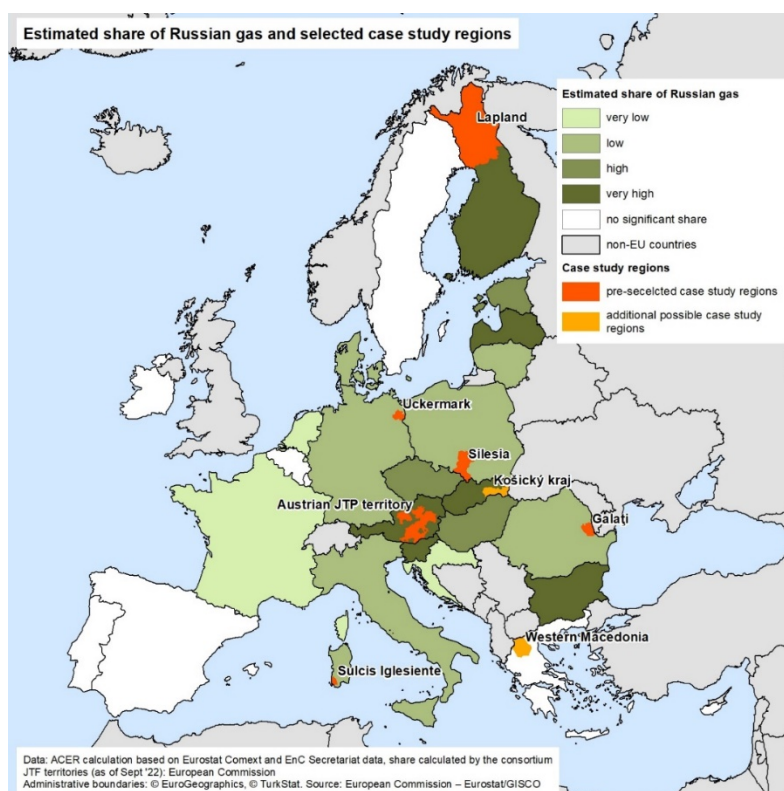 Estimated share of Russian gas and selected case study regions
Estimated share of Russian gas
very low
low
high
very high
no significant share
non-EU countries
Case study regions
pre-secelcted case study regions
additional possible case study
regions
Lapland
Uckermark
Silesia
Košický kraj
Austrian JTP territory
Galaţi
Western Macedonia
Sulcis Iglesiente
Data: ACER calculation based on Eurostat Comext and EnC Secretariat data, share calculated by the consortium
JTF territories (as of Sept '22): European Commission
Administrative boundaries: © EuroGeographics, © TurkStat. Source: European Commission – Eurostat/GISCO